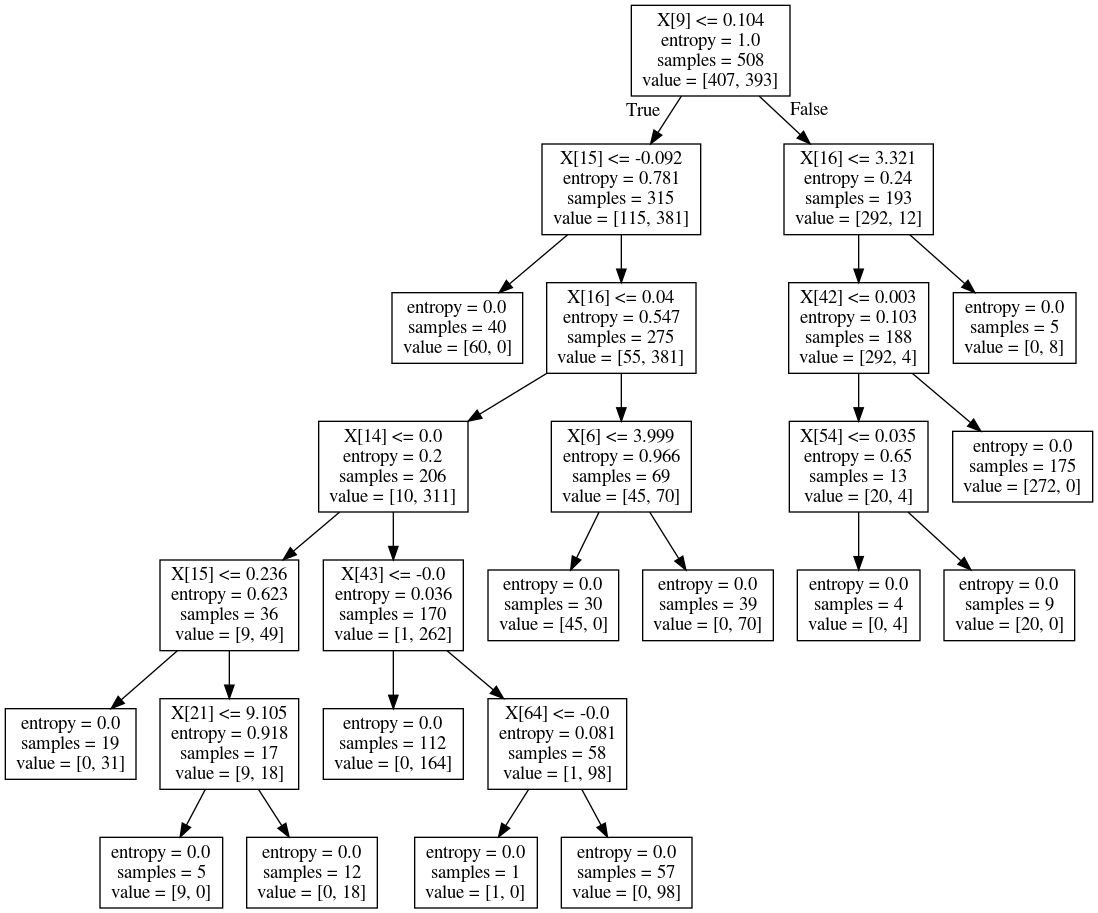 X[9] <= 0.104
entropy = 1.0
samples = 508
value = [407, 393]
True
False
X[15] <= -0.092
entropy = 0.781
samples = 315
value = [115, 381]
X[16] <= 3.321
entropy = 0.24
samples = 193
value = [292, 12]
entropy = 0.0
samples = 40
value = [60, 0]
X[16] <= 0.04
entropy = 0.547
samples = 275
value = [55, 381]
X[42] <= 0.003
entropy = 0.103
samples = 188
value = [292, 4]
entropy = 0.0
samples = 5
value = [0, 8]
X[14] <= 0.0
entropy = 0.2
samples = 206
value = [10, 311]
X[6] <= 3.999
entropy = 0.966
samples = 69
value = [45, 70]
X[54] <= 0.035
entropy = 0.65
samples = 13
value = [20, 4]
entropy = 0.0
samples = 175
value = [272, 0]
X[15] <= 0.236
entropy = 0.623
samples = 36
value = [9, 49]
X[43] <= -0.0
entropy = 0.036
samples = 170
value = [1, 262]
entropy = 0.0
samples = 30
value = [45, 0]
entropy = 0.0
samples = 39
value = [0, 70]
entropy = 0.0
samples = 4
value = [0, 4]
entropy = 0.0
samples = 9
value = [20, 0]
entropy = 0.0
samples = 19
value = [0, 31]
X[21] <= 9.105
entropy = 0.918
samples = 17
value = [9, 18]
entropy = 0.0
samples = 112
value = [0, 164]
X[64] <= -0.0
entropy = 0.081
samples = 58
value = [1, 98]
entropy = 0.0
samples = 5
value = [9, 0]
entropy = 0.0
samples = 12
value = [0, 18]
entropy = 0.0
samples = 1
value = [1, 0]
entropy = 0.0
samples = 57
value = [0, 98]